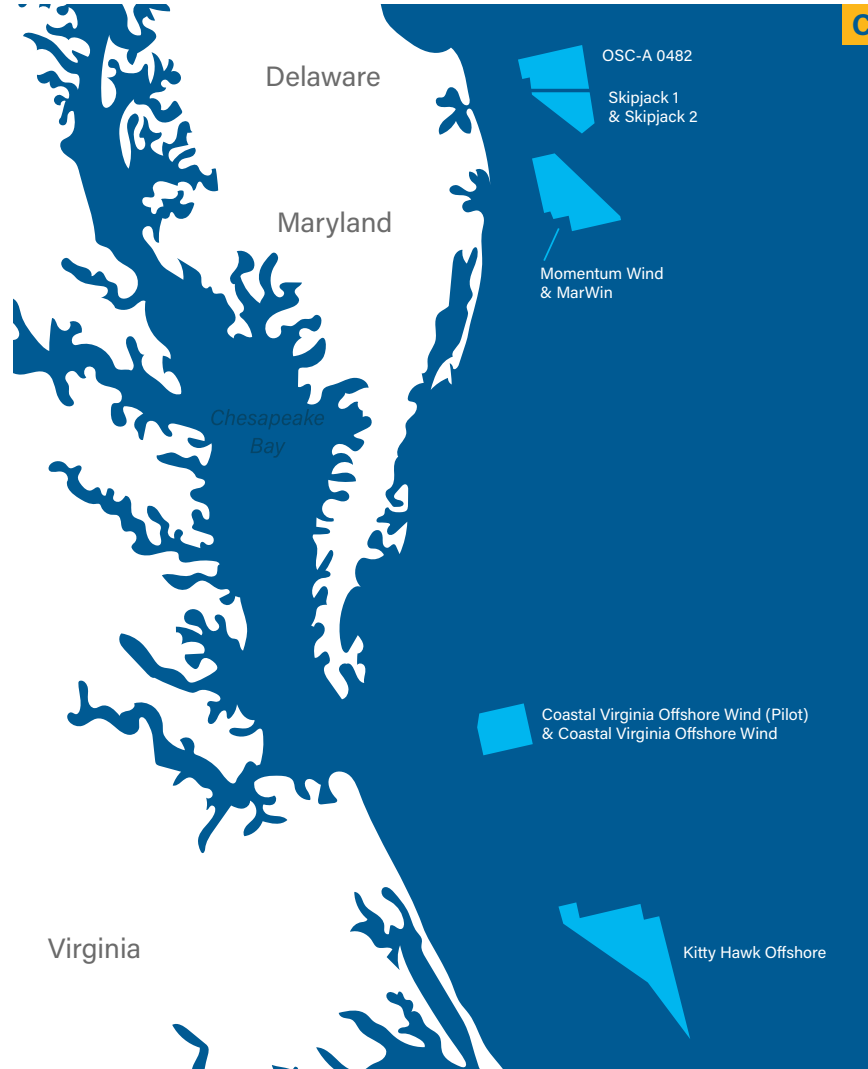 C
OSC-A 0482
Delaware
Skipjack 1
& Skipjack 2
Maryland
Momentum Wind
& MarWin
Chesapeake
Bay
Coastal Virginia Offshore Wind (Pilot)
& Coastal Virginia Offshore Wind
Virginia
Kitty Hawk Offshore